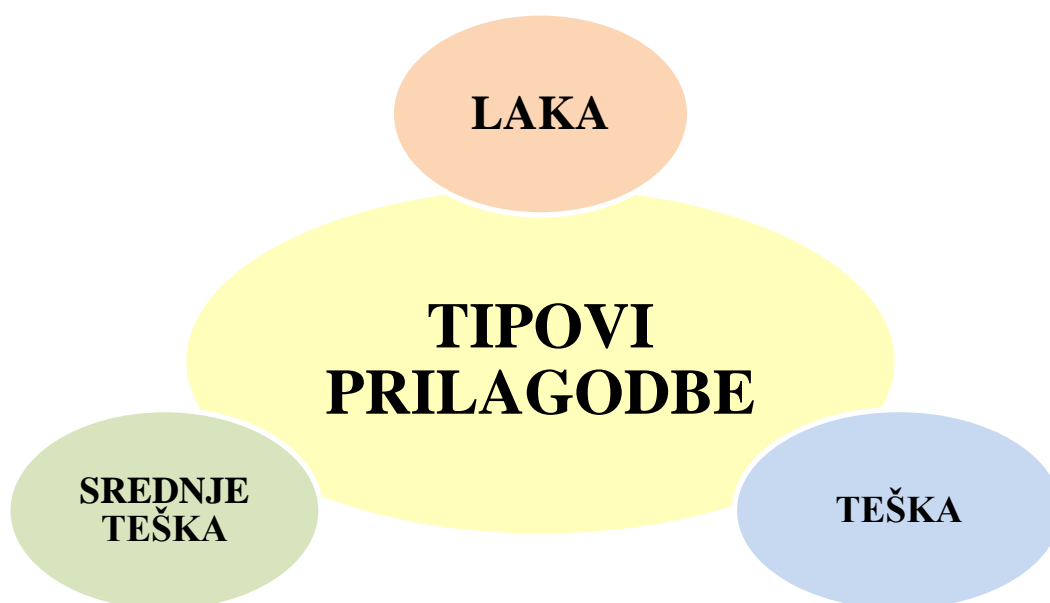 LAKA
TIPOVI
PRILAGODBE
SREDNJE
TEŠKA
TEŠKA